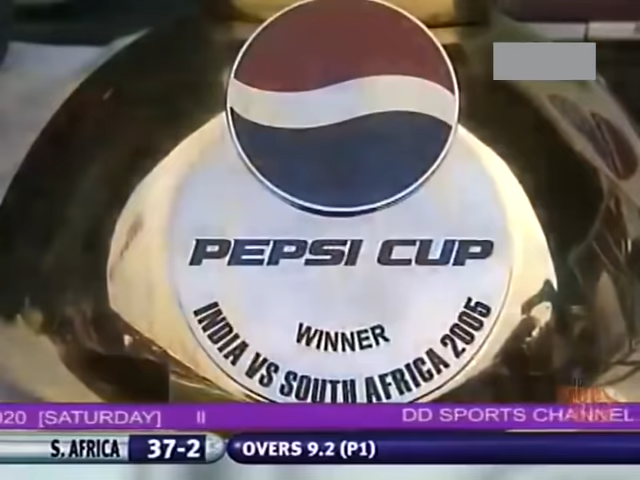 PEPSI CUP
WINNER
INDIA VS SOUTH AFRICA 2005
020 [SATURDAY] II DD SPORTS CHANNEL
S. AFRICA 37-2 OVERS 9.2 (P1)